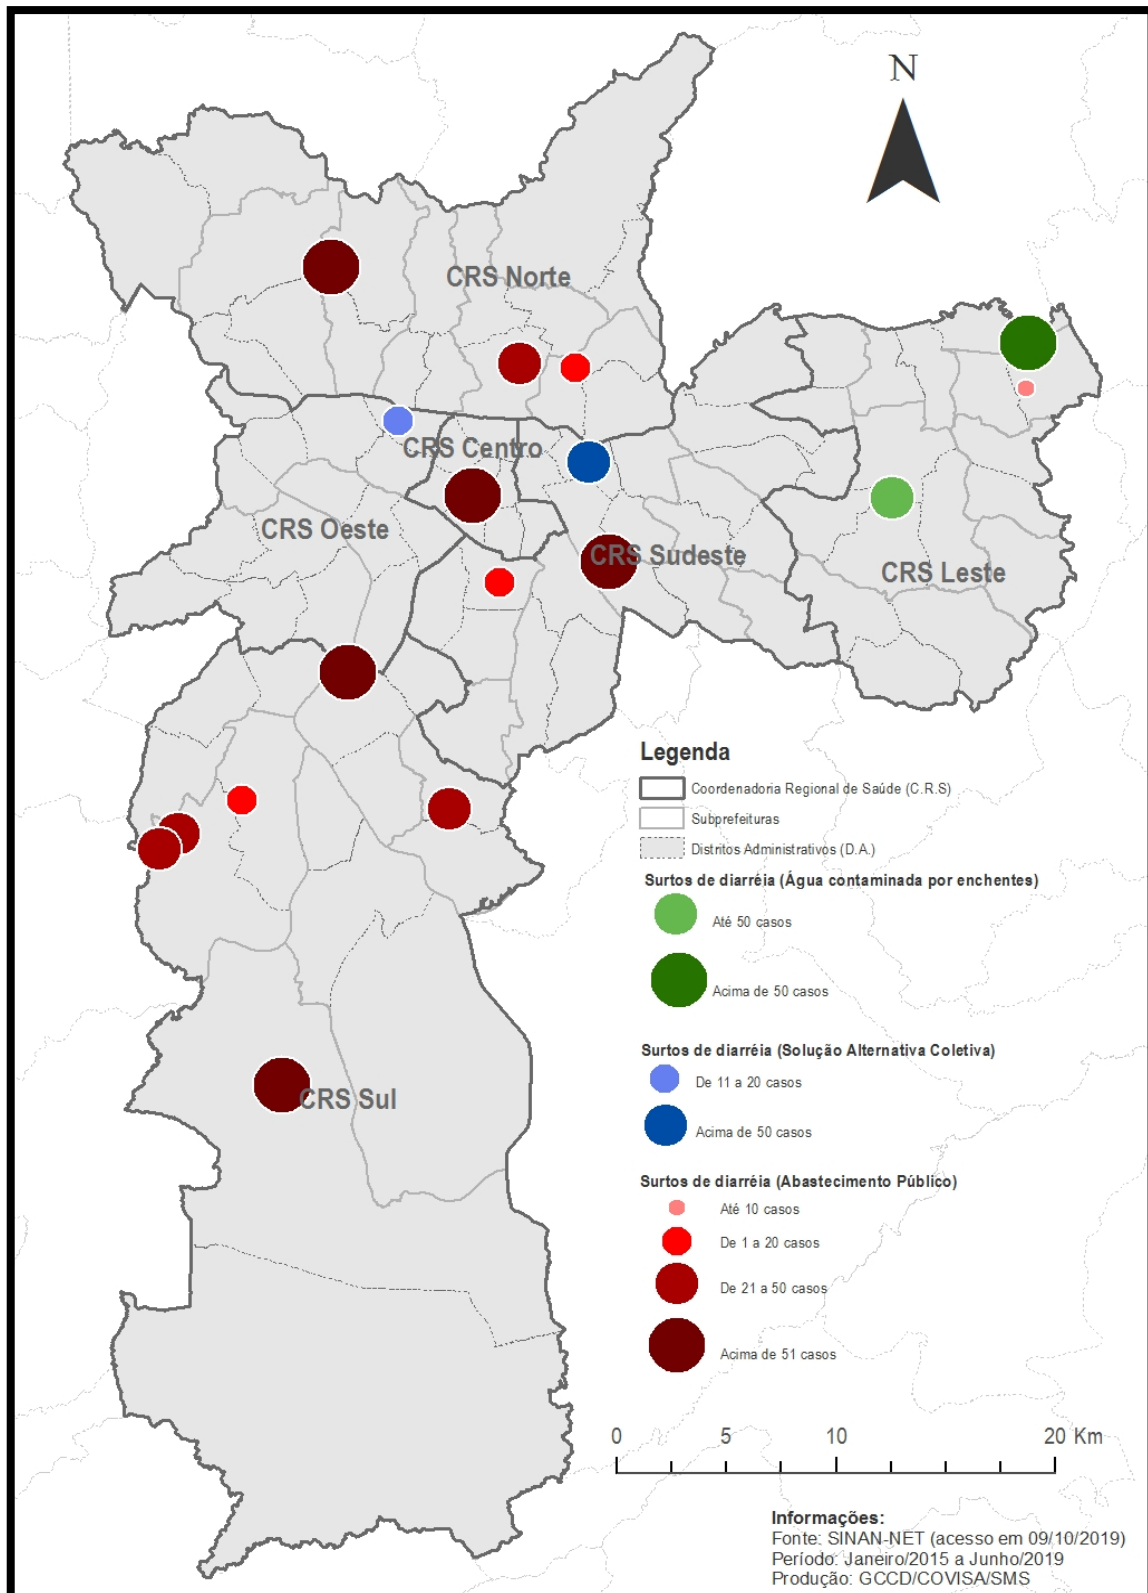 N
CRS Norte
CRS Centro
CRS Oeste
CRS Sudeste
CRS Leste
CRS Sul
Legenda
Coordenadoria Regional de Saúde (C.R.S)
Subprefeituras
Distritos Administrativos (D.A.)
Surtos de diarréia (Água contaminada por enchentes)
Até 50 casos
Acima de 50 casos
Surtos de diarréia (Solução Alternativa Coletiva)
De 11 a 20 casos
Acima de 50 casos
Surtos de diarréia (Abastecimento Público)
Até 10 casos
De 1 a 20 casos
De 21 a 50 casos
Acima de 51 casos
0 5 10 20 Km
Informações:
Fonte: SINAN-NET (acesso em 09/10/2019)
Período: Janeiro/2015 a Junho/2019
Produção: GCCD/COVISA/SMS